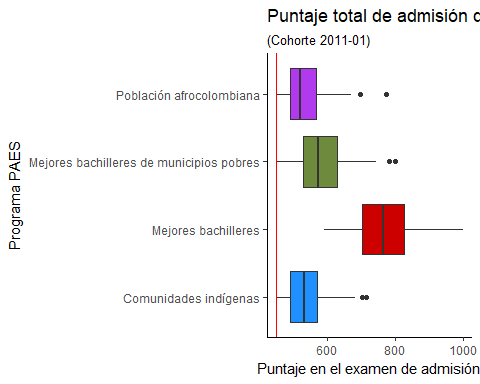 Puntaje total de admisión d
(Cohorte 2011-01)
Programa PAES
Población afrocolombiana
Mejores bachilleres de municipios pobres
Mejores bachilleres
Comunidades indígenas
600 800 1000
Puntaje en el examen de admisión